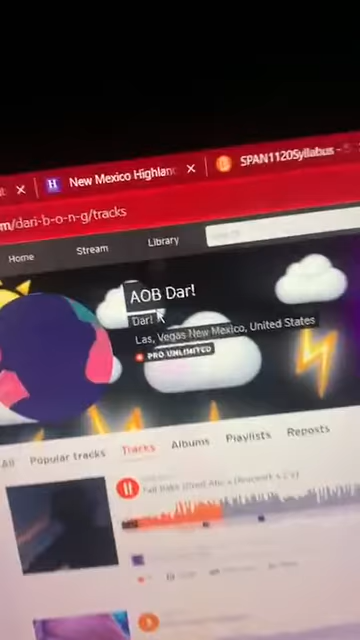 New Mexico Highlan
SPAN1120Syllabus
m/dari-b-o-n-g/tracks
Home
Stream
Library
AOB Dar!
Dar!
Las, Vegas New Mexico, United States
PRO UNLIMITED
All
Popular tracks
Tracks
Albums
Playlists
Reposts